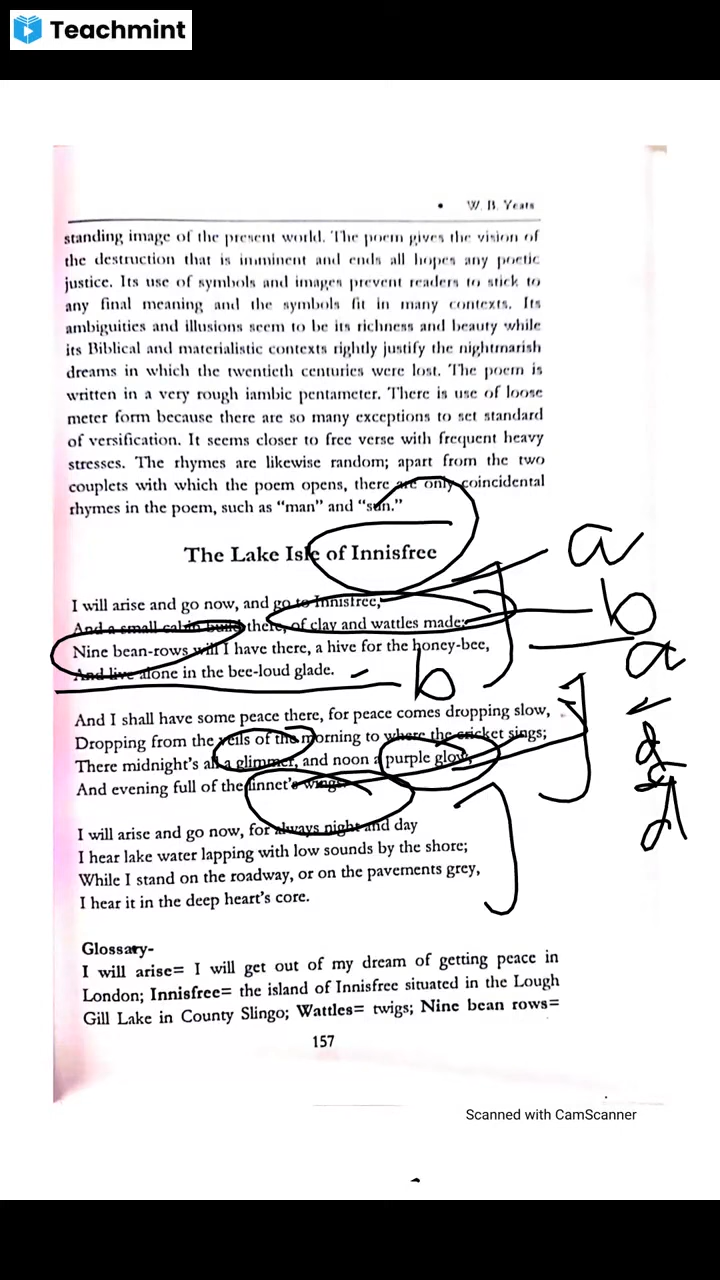 Teachmint
• W. B. Yeats
standing image of the present world. The poem gives the vision of
the destruction that is imminent and ends all hopes any poetic
justice. Its use of symbols and images prevent readers to stick to
any final meaning and the symbols fit in many contexts. Its
ambiguities and illusions seem to be its richness and beauty while
its Biblical and materialistic contexts rightly justify the nightmarish
dreams in which the twentieth centuries were lost. The poem is
written in a very rough iambic pentameter. There is use of loose
meter form because there are so many exceptions to set standard
of versification. It seems closer to free verse with frequent heavy
stresses. The rhymes are likewise random; apart from the two
couplets with which the poem opens, there are only coincidental
rhymes in the poem, such as “man” and “sun.”
The Lake Isle of Innisfree
a
I will arise and go now, and go to Innisfree,
And a small cabin build there, of clay and wattles made; b
Nine bean-rows will I have there, a hive for the honey-bee, a
And live alone in the bee-loud glade. b
And I shall have some peace there, for peace comes dropping slow,
Dropping from the veils of the morning to where the cricket sings;
There midnight's all a glimmer, and noon a purple glow,
And evening full of the linnet's wings.
I will arise and go now, for always night and day
I hear lake water lapping with low sounds by the shore;
While I stand on the roadway, or on the pavements grey,
I hear it in the deep heart's core.
Glossary-
I will arise= I will get out of my dream of getting peace in
London; Innisfree= the island of Innisfree situated in the Lough
Gill Lake in County Slingo; Wattles= twigs; Nine bean rows=
157
Scanned with CamScanner